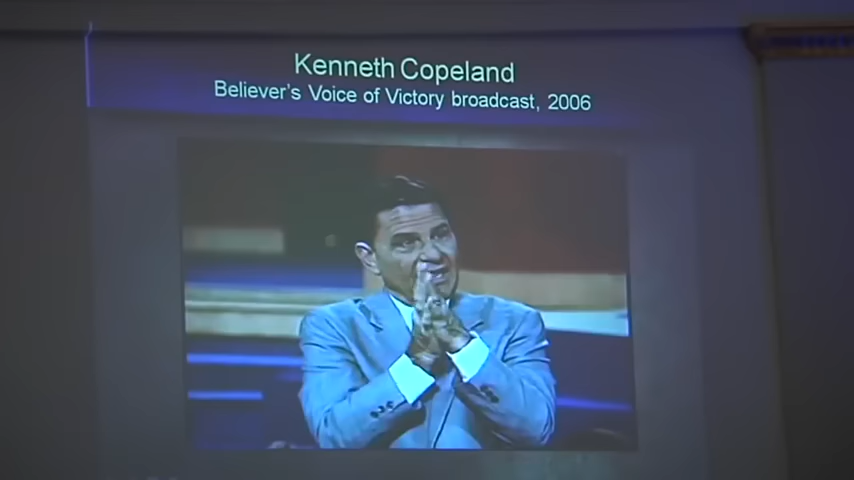 Kenneth Copeland
Believer's Voice of Victory broadcast, 2006